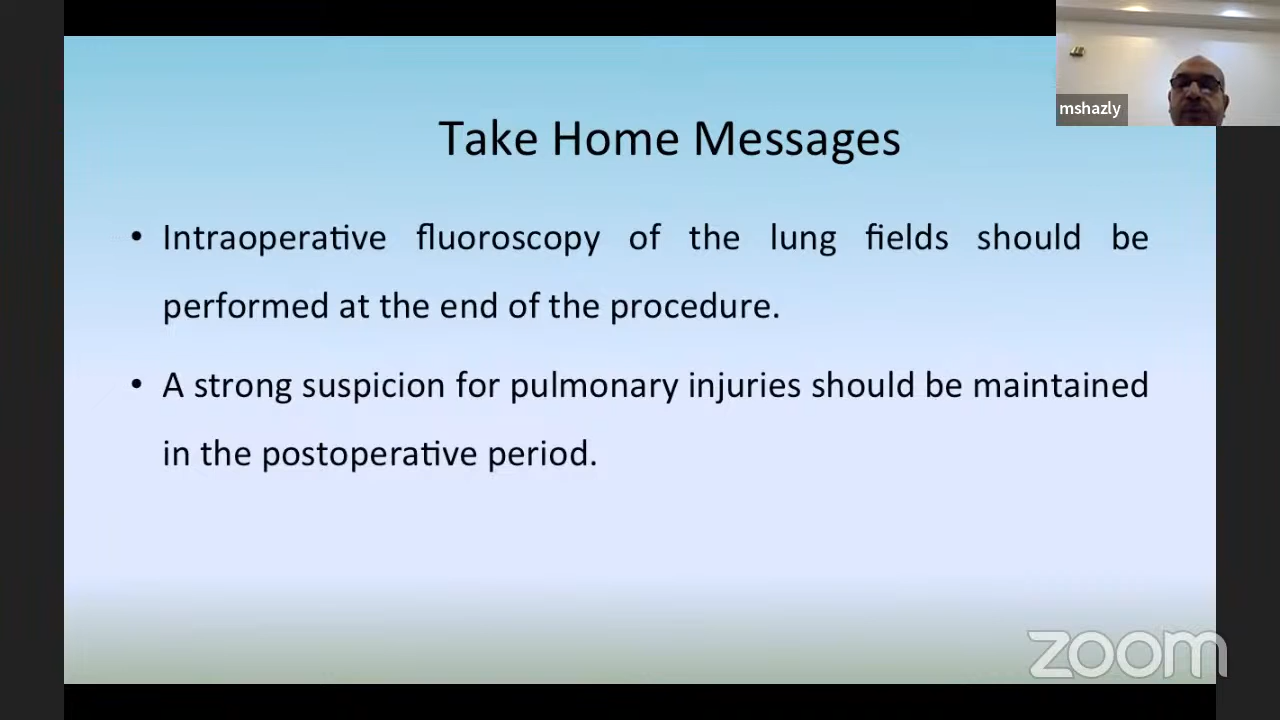 mshazly
Take Home Messages
• Intraoperative fluoroscopy of the lung fields should be
performed at the end of the procedure.
• A strong suspicion for pulmonary injuries should be maintained
in the postoperative period.
zoom